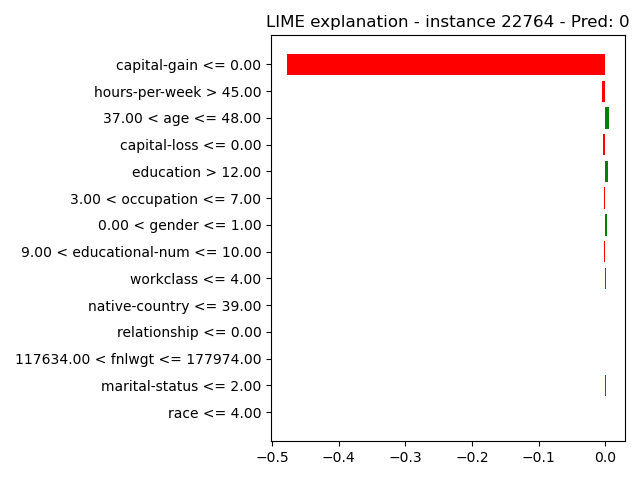 LIME explanation - instance 22764 - Pred: 0
capital-gain <= 0.00
hours-per-week > 45.00
37.00 < age <= 48.00
capital-loss <= 0.00
education > 12.00
3.00 < occupation <= 7.00
0.00 < gender <= 1.00
9.00 < educational-num <= 10.00
workclass <= 4.00
native-country <= 39.00
relationship <= 0.00
117634.00 < fnlwgt <= 177974.00
marital-status <= 2.00
race <= 4.00
−0.5 −0.4 −0.3 −0.2 −0.1 0.0